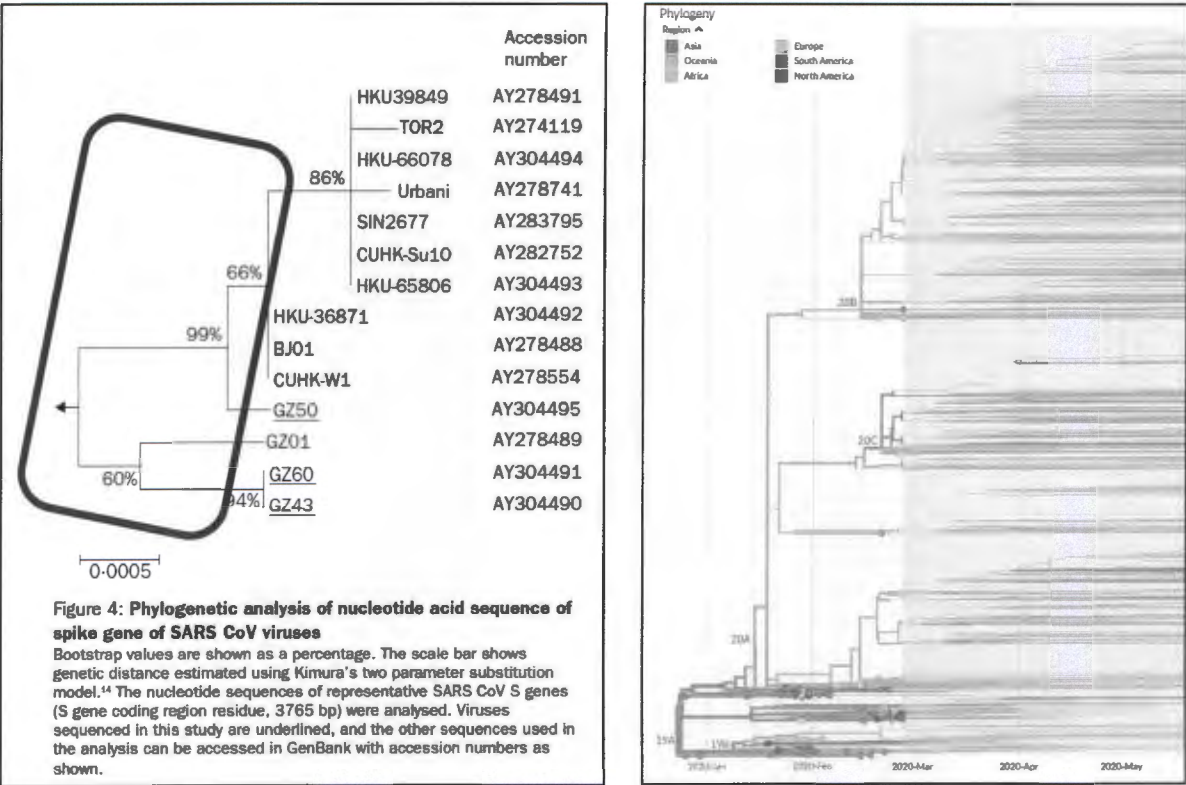 Accession
number
HKU39849 AY278491
TOR2 AY274119
HKU-66078 AY304494
86%
Urbani AY278741
SIN2677 AY283795
CUHK-Su10 AY282752
66%
HKU-65806 AY304493
HKU-36871 AY304492
99%
BJ01 AY278488
CUHK-W1 AY278554
GZ50 AY304495
GZ01 AY278489
60%
GZ60 AY304491
94%
GZ43 AY304490
0·0005
Figure 4: Phylogenetic analysis of nucleotide acid sequence of
spike gene of SARS CoV viruses
Bootstrap values are shown as a percentage. The scale bar shows
genetic distance estimated using Kimura's two parameter substitution
model.¹⁴ The nucleotide sequences of representative SARS CoV S genes
(S gene coding region residue, 3765 bp) were analysed. Viruses
sequenced in this study are underlined, and the other sequences used in
the analysis can be accessed in GenBank with accession numbers as
shown.
Phylogeny
Region
Asia Europe
Oceania South America
Africa North America
20B
20C
20A
19A
2020-Feb 2020-Mar 2020-Apr 2020-May